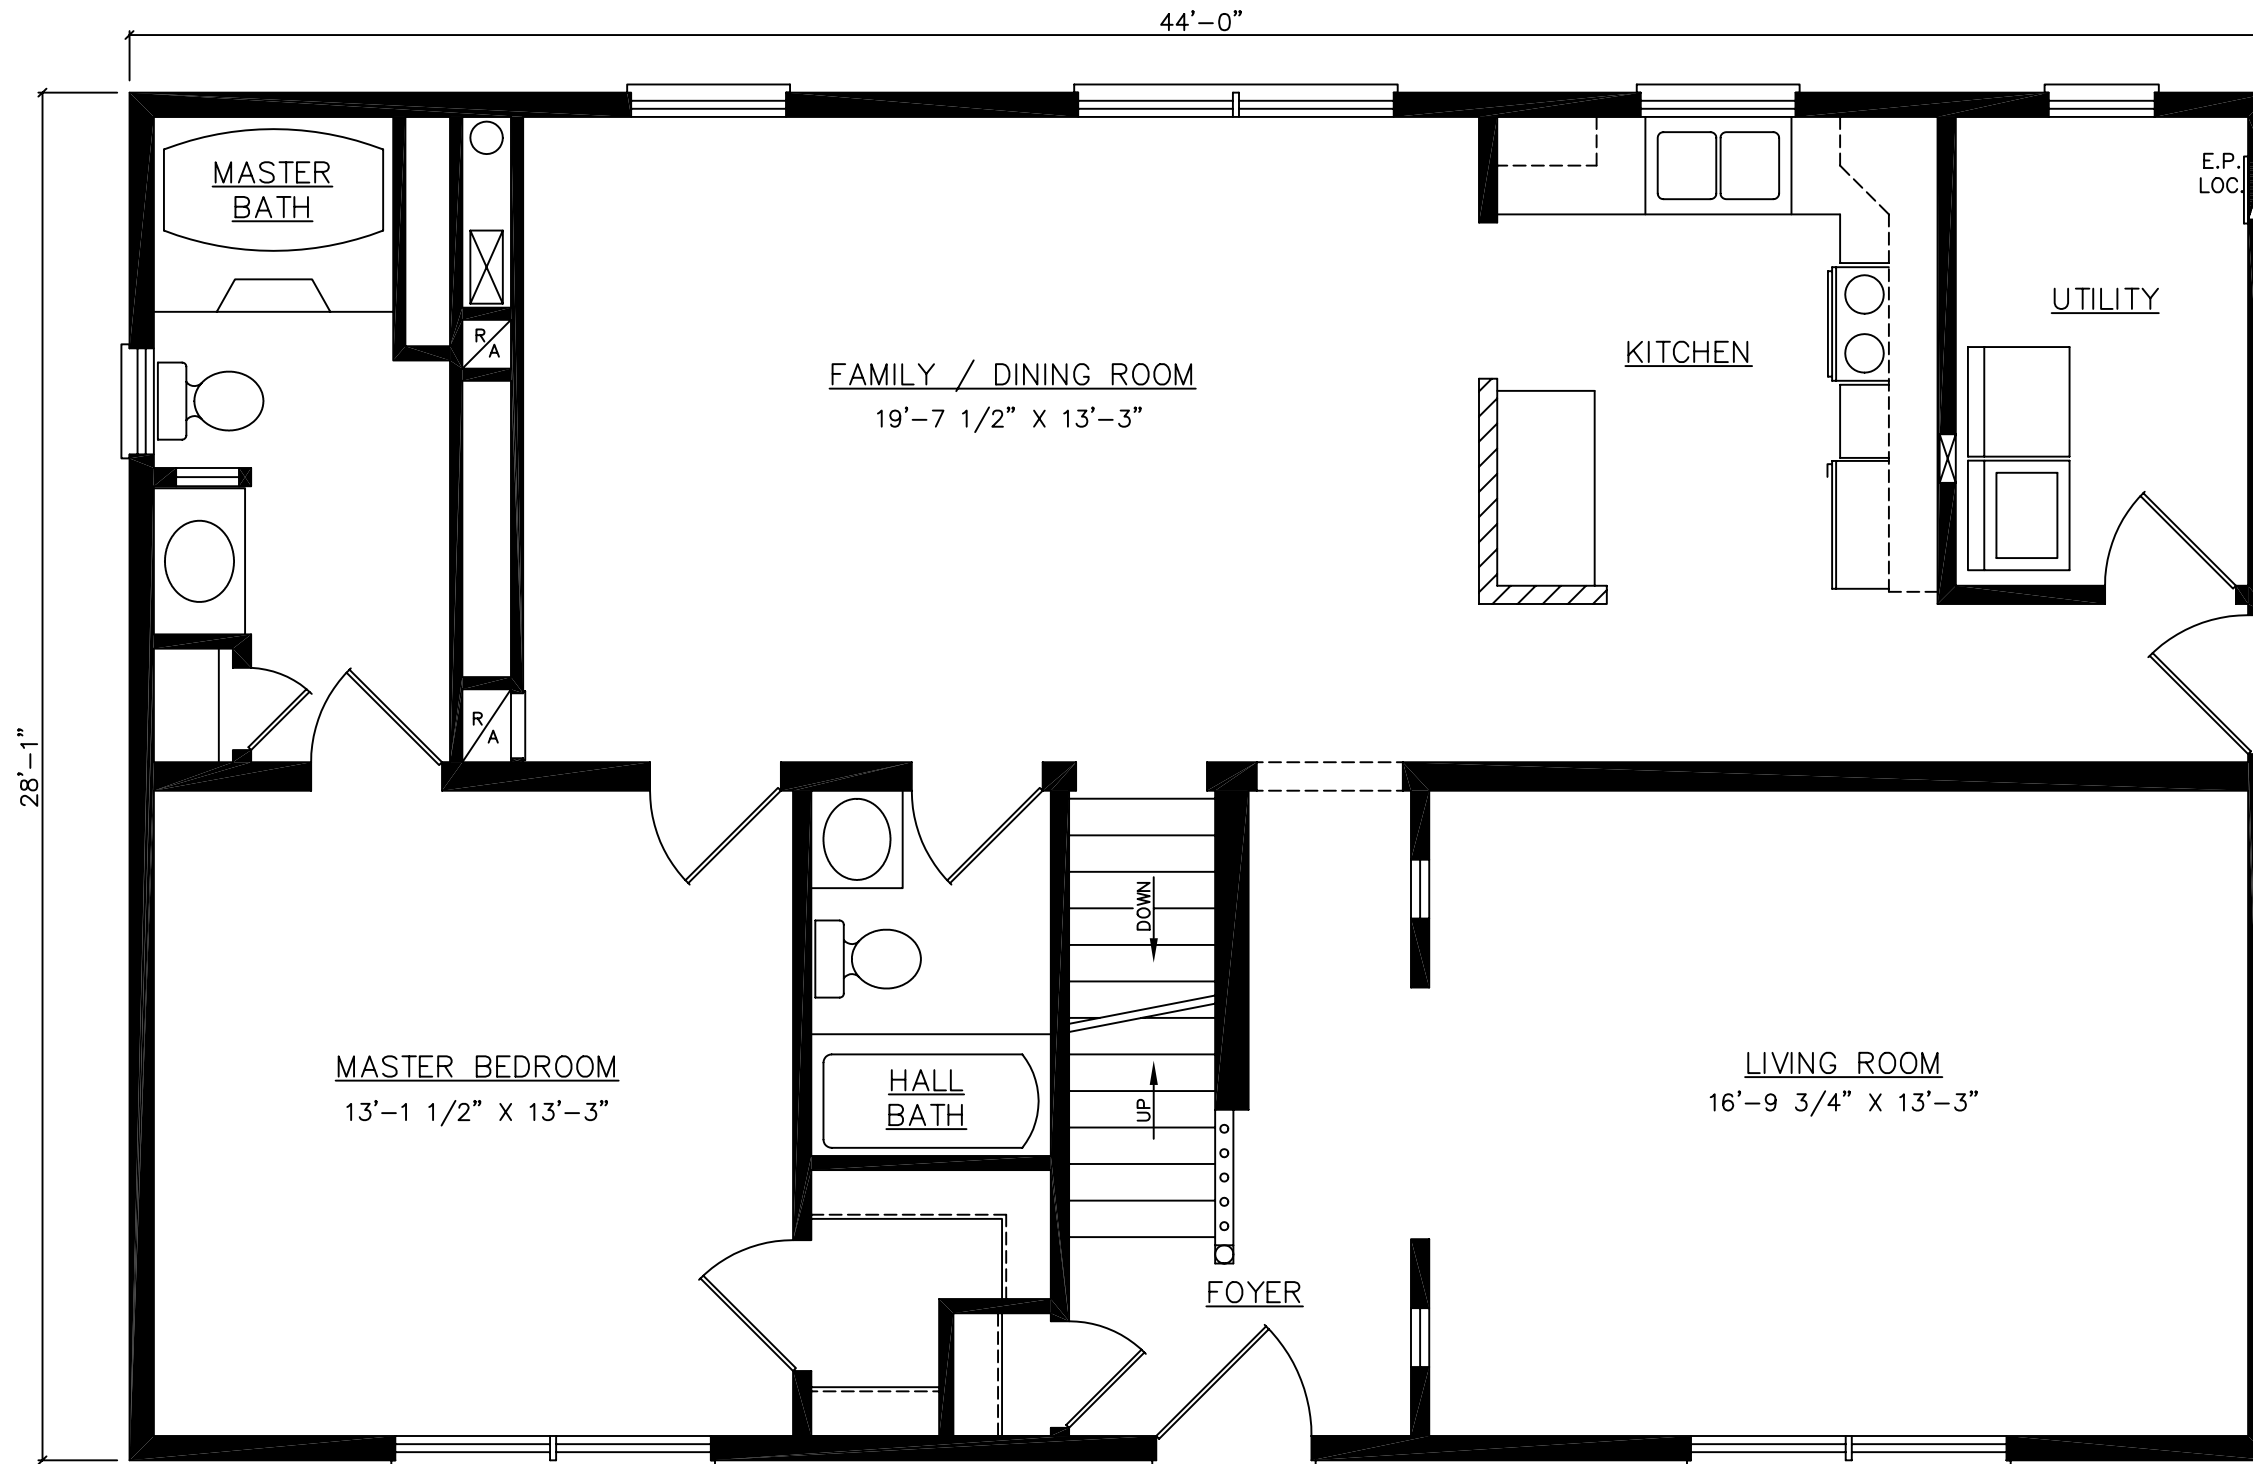 44'-0"
MASTER
BATH
E.P.
LOC.
R
A
UTILITY
KITCHEN
FAMILY / DINING ROOM
19'-7 1/2" X 13'-3"
R
A
28'-1"
DOWN
UP
MASTER BEDROOM
13'-1 1/2" X 13'-3"
HALL
BATH
LIVING ROOM
16'-9 3/4" X 13'-3"
FOYER